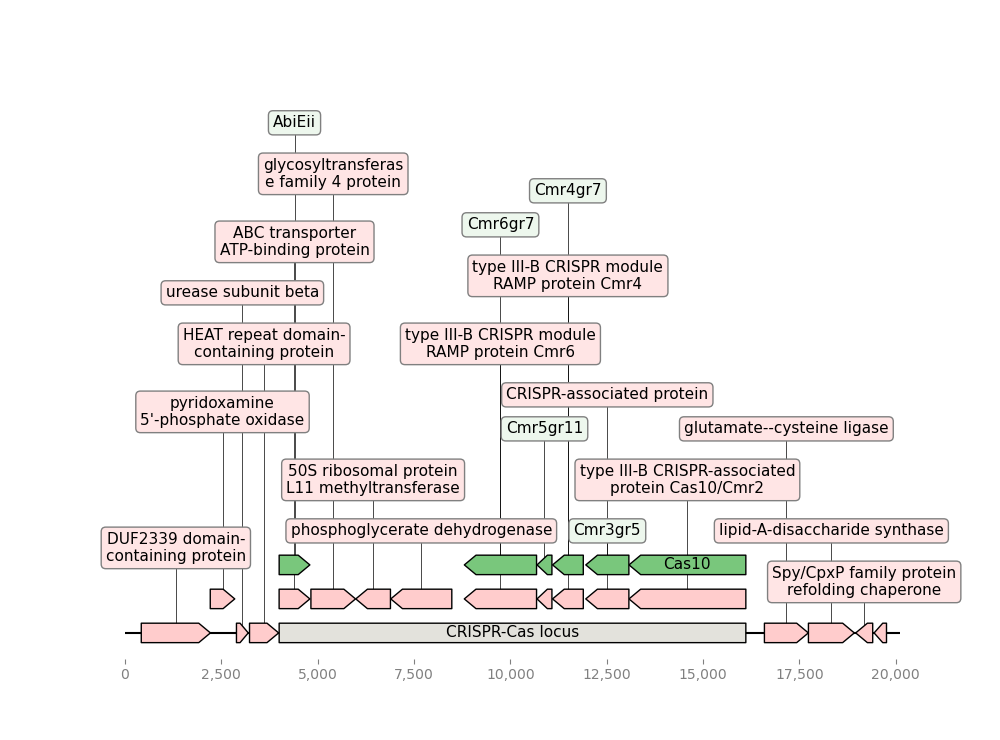 AbiEii
glycosyltransferas
e family 4 protein
Cmr4gr7
Cmr6gr7
ABC transporter
ATP-binding protein
type III-B CRISPR module
RAMP protein Cmr4
urease subunit beta
HEAT repeat domain-
containing protein
type III-B CRISPR module
RAMP protein Cmr6
CRISPR-associated protein
pyridoxamine
5'-phosphate oxidase
Cmr5gr11
glutamate--cysteine ligase
50S ribosomal protein
L11 methyltransferase
type III-B CRISPR-associated
protein Cas10/Cmr2
phosphoglycerate dehydrogenase
Cmr3gr5
lipid-A-disaccharide synthase
DUF2339 domain-
containing protein
Cas10
Spy/CpxP family protein
refolding chaperone
CRISPR-Cas locus
0
2,500
5,000
7,500
10,000
12,500
15,000
17,500
20,000